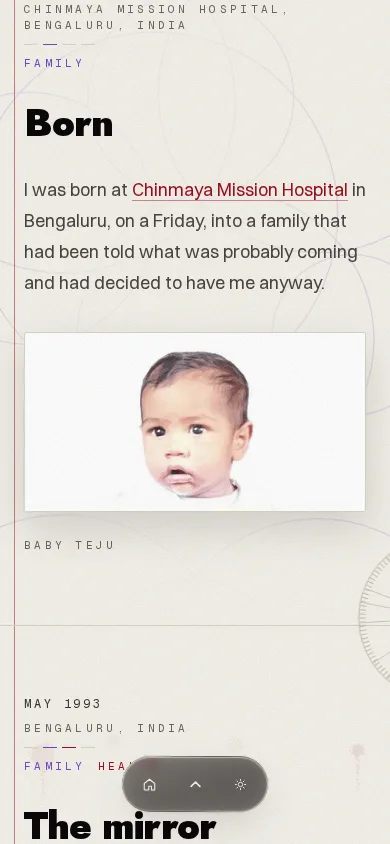 CHINMAYA MISSION HOSPITAL,
BENGALURU, INDIA
FAMILY
Born
I was born at Chinmaya Mission Hospital in
Bengaluru, on a Friday, into a family that
had been told what was probably coming
and had decided to have me anyway.
BABY TEJU
MAY 1993
BENGALURU, INDIA
FAMILY
The mirror